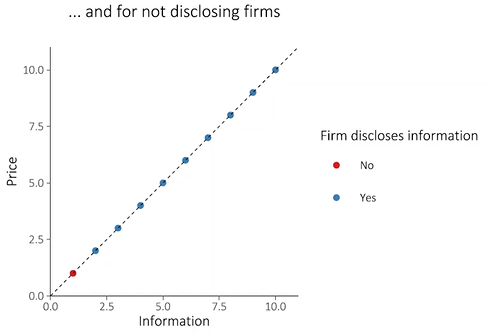 ... and for not disclosing firms
10.0
7.5
5.0
2.5
0.0
Price
0.0 2.5 5.0 7.5 10.0
Information
Firm discloses information
No
Yes